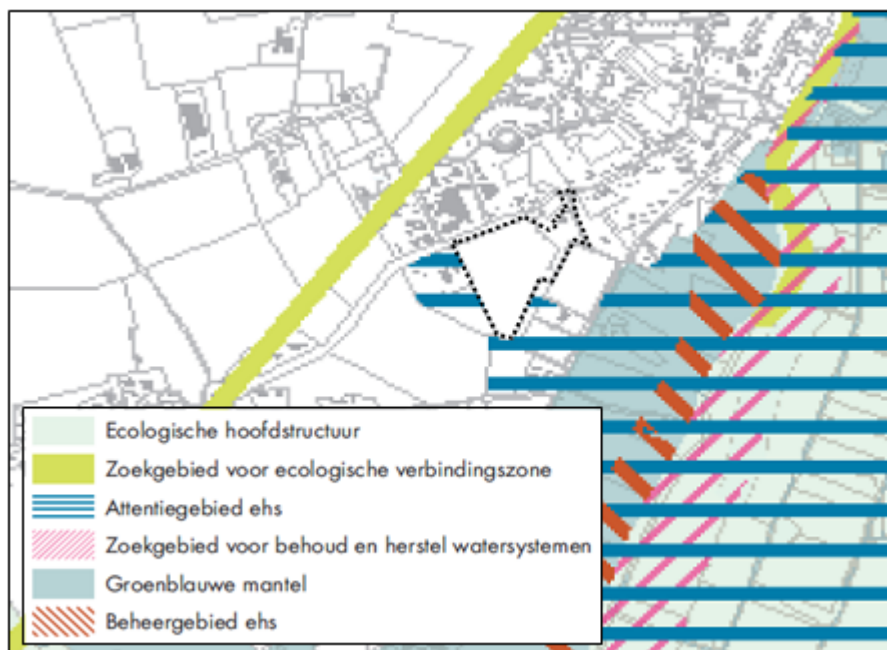 Ecologische hoofdstructuur
Zoekgebied voor ecologische verbindingszone
Attentiegebied ehs
Zoekgebied voor behoud en herstel watersystemen
Groenblauwe mantel
Beheergebied ehs